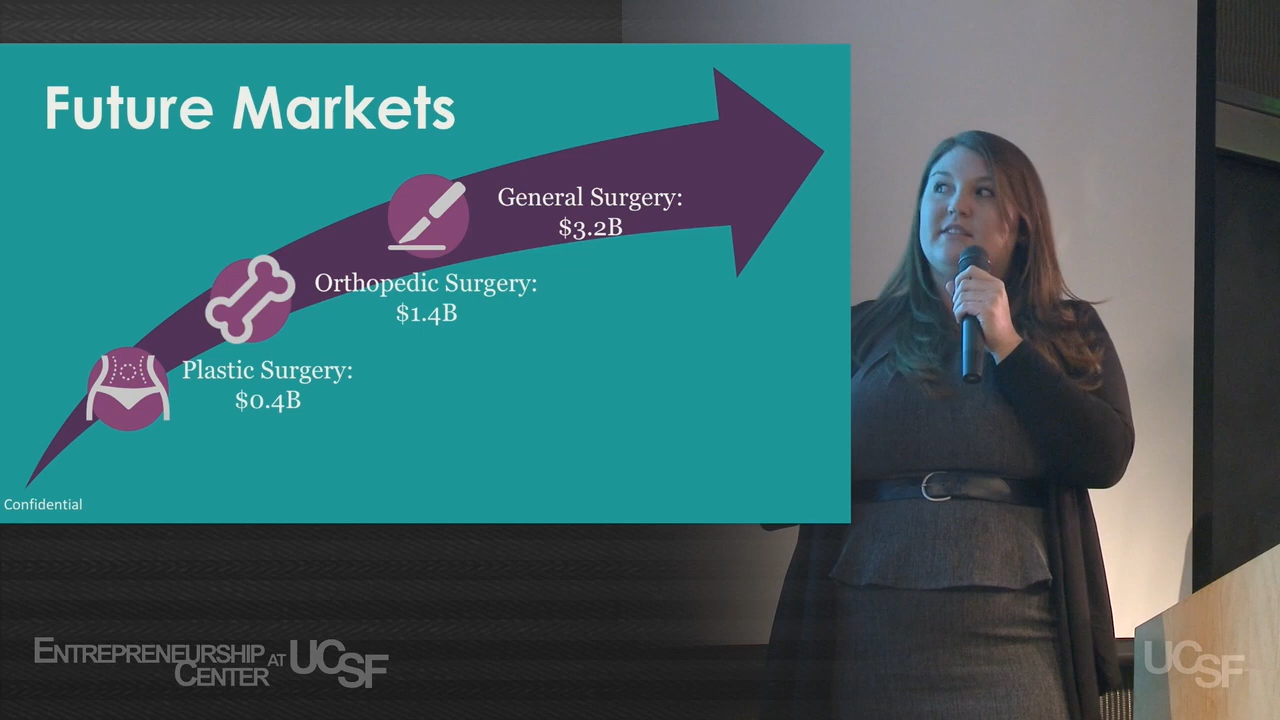 Future Markets
General Surgery:
$3.2B
Orthopedic Surgery:
$1.4B
Plastic Surgery:
$0.4B
Confidential
ENTREPRENEURSHIP
CENTER AT UCSF
UCSF